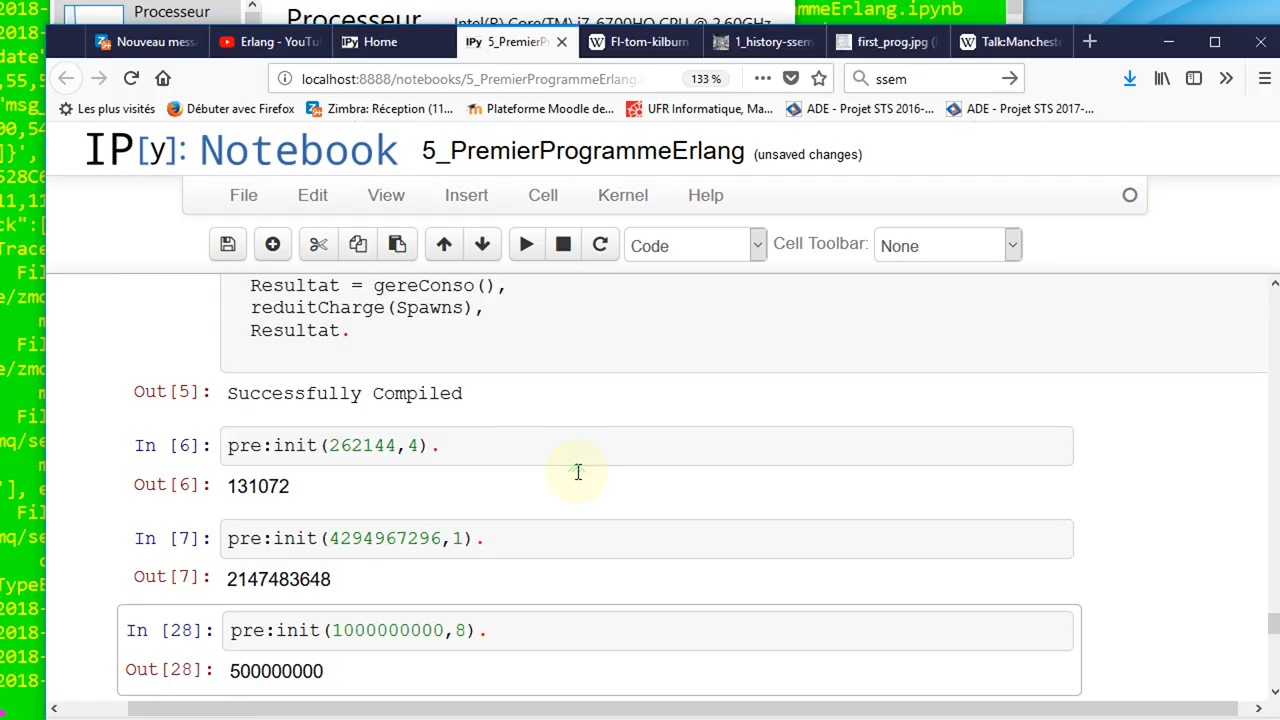 Processeur
Processeur
Intel(R) Core(TM) i7-6700HQ CPU @ 2.60GHz
mmeErlang.ipynb
Nouveau mess
Erlang - YouTu
IPy Home
IPy 5_PremierPr
FI-tom-kilburn
1_history-ssem
first_prog.jpg (
Talk:Manchest
localhost:8888/notebooks/5_PremierProgrammeErlang.i
133 %
ssem
Les plus visités
Débuter avec Firefox
Zimbra: Réception (11...
Plateforme Moodle de...
UFR Informatique, Ma...
ADE - Projet STS 2016-...
ADE - Projet STS 2017-...
IP[y]: Notebook 5_PremierProgrammeErlang (unsaved changes)
File Edit View Insert Cell Kernel Help
Code
Cell Toolbar:
None
Resultat = gereConso(),
reduitCharge(Spawns),
Resultat.
Out[5]: Successfully Compiled
In [6]: pre:init(262144,4).
Out[6]: 131072
In [7]: pre:init(4294967296,1).
Out[7]: 2147483648
In [28]: pre:init(1000000000,8).
Out[28]: 500000000